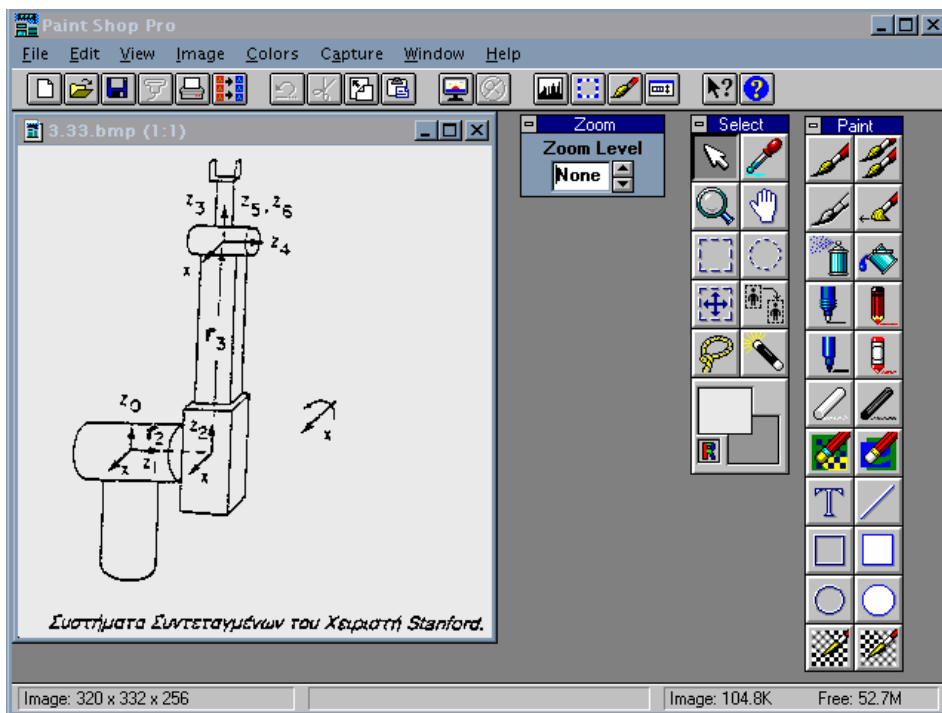 Paint Shop Pro
File Edit View Image Colors Capture Window Help
3.33.bmp (1:1)
Zoom
Zoom Level
None
Select
Paint
z3 z5, z6
z4
x
r3
z0
r2 z2
z1
x x
x
Συστήματα Συντεταγμένων του Χειριστή Stanford.
R
T
Image: 320 x 332 x 256
Image: 104.8K Free: 52.7M